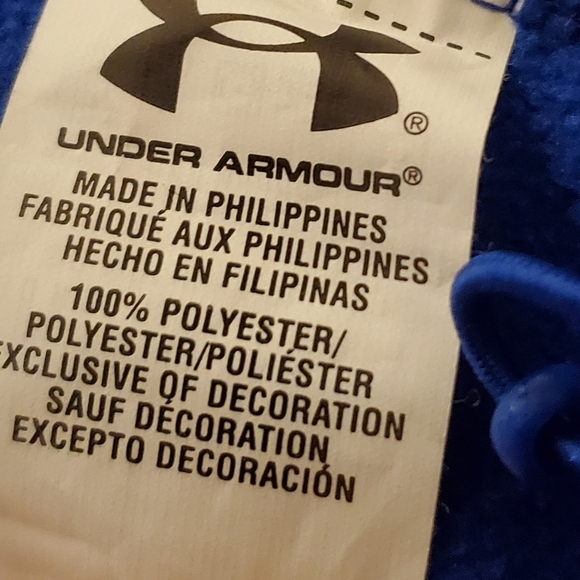 ®
UNDER ARMOUR®
MADE IN PHILIPPINES
FABRIQUÉ AUX PHILIPPINES
HECHO EN FILIPINAS
100% POLYESTER/
POLYESTER/POLIÉSTER
EXCLUSIVE OF DECORATION
SAUF DÉCORATION
EXCEPTO DECORACIÓN